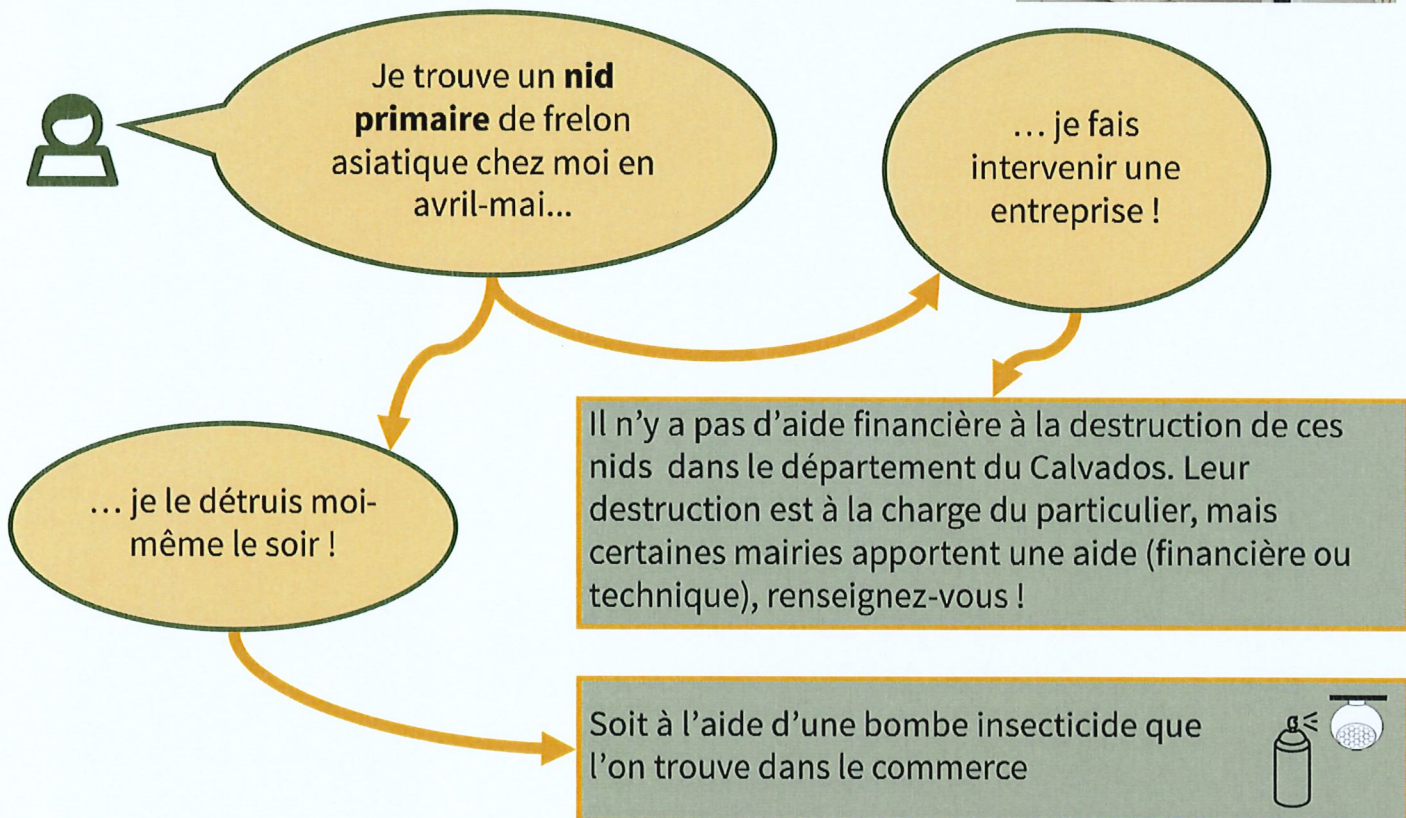 Je trouve un nid
primaire de frelon
asiatique chez moi en
avril-mai...
... je fais
intervenir une
entreprise !
Il n'y a pas d'aide financière à la destruction de ces
nids dans le département du Calvados. Leur
destruction est à la charge du particulier, mais
certaines mairies apportent une aide (financière ou
technique), renseignez-vous !
... je le détruis moi-
même le soir !
Soit à l'aide d'une bombe insecticide que
l'on trouve dans le commerce